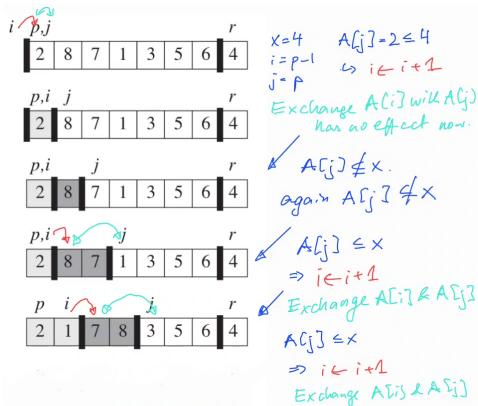 i p,j r
2 8 7 1 3 5 6 4
x=4 A[j]=2≤4
i=p-1 ↳ i←i+1
j=p
Exchange A[i] with A[j]
has no effect now.
p,i j r
2 8 7 1 3 5 6 4
p,i j r
2 8 7 1 3 5 6 4
A[j]≰x.
again A[j]≰x
p,i j r
2 8 7 1 3 5 6 4
A[j]≤x
⇒ i←i+1
Exchange A[i] & A[j]
p i j r
2 1 7 8 3 5 6 4
A[j]≤x
⇒ i←i+1
Exchange A[i] & A[j]